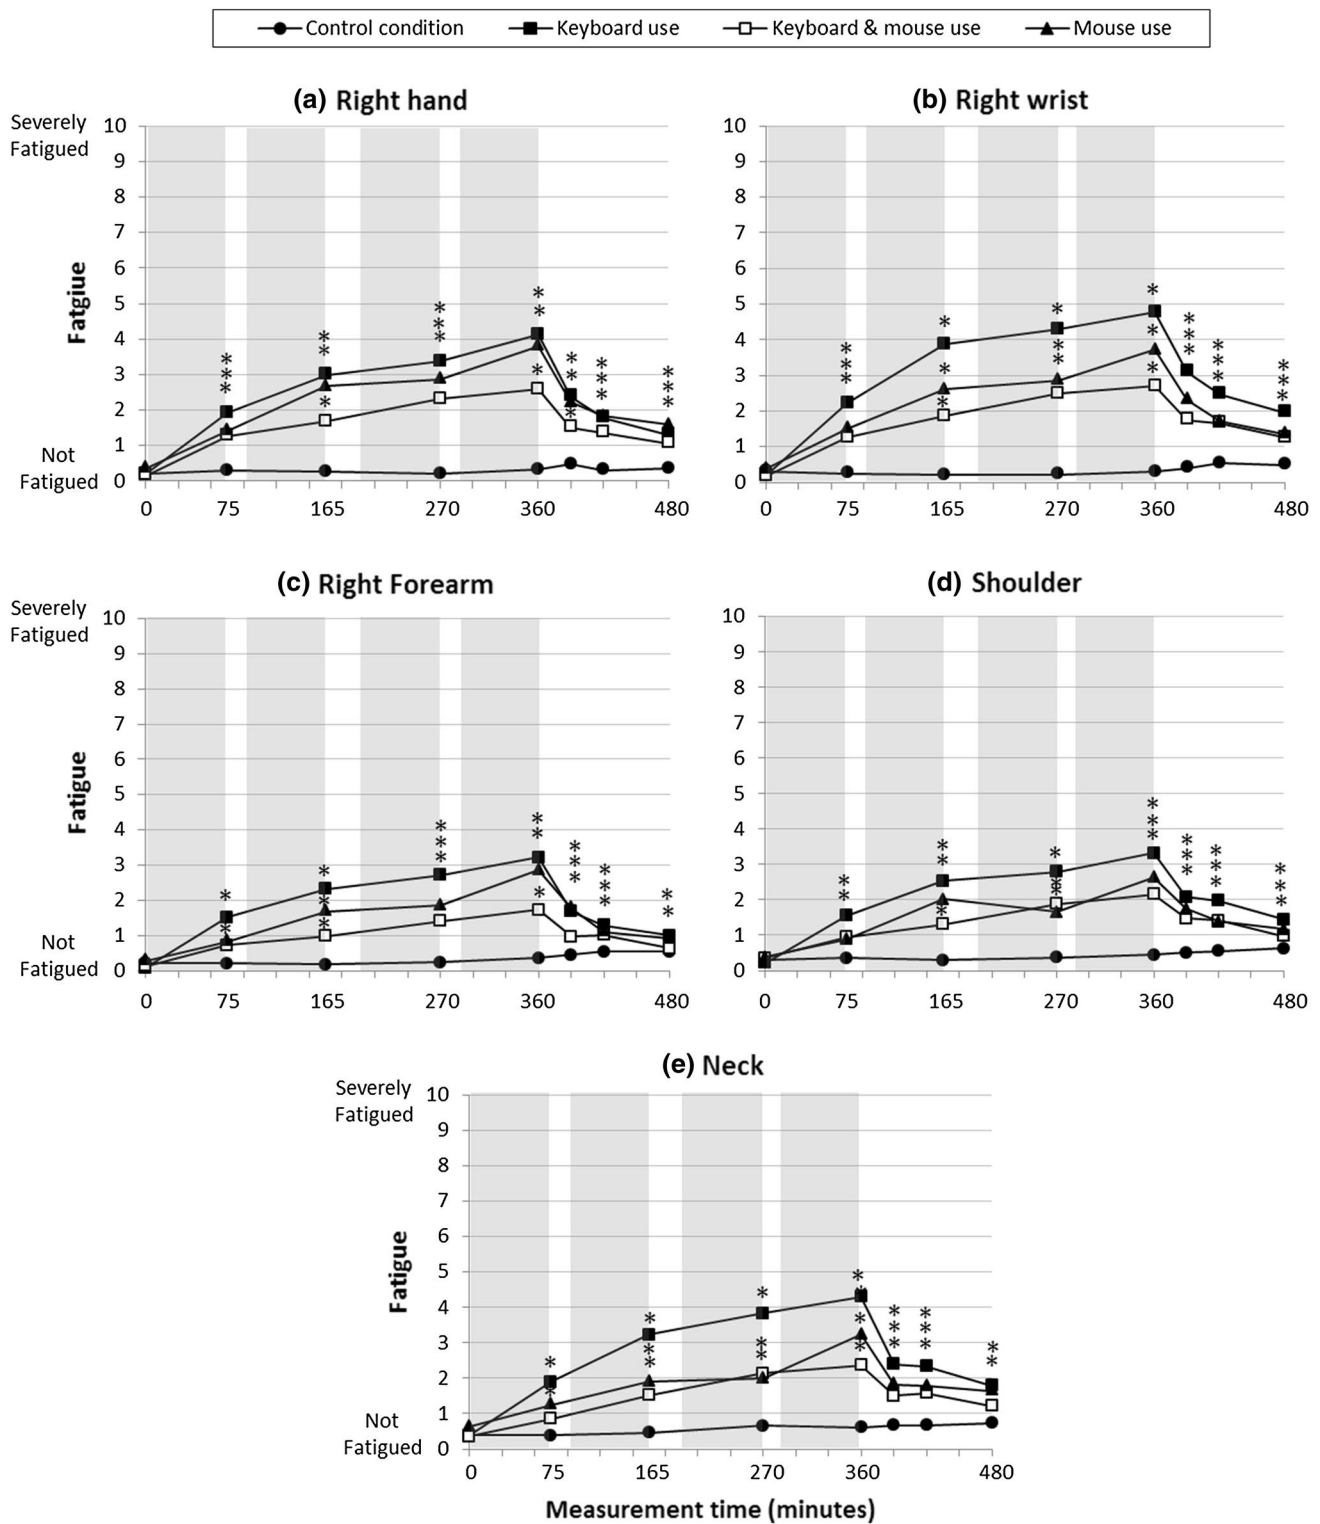 Control condition Keyboard use Keyboard & mouse use Mouse use
(a) Right hand
(b) Right wrist
Severely
Fatigued
10
9
8
7
6
5
4
3
2
1
0
Fatgiue
Not
Fatigued
0 75 165 270 360 480
10
9
8
7
6
5
4
3
2
1
0
0 75 165 270 360 480
(c) Right Forearm
(d) Shoulder
Severely
Fatigued
10
9
8
7
6
5
4
3
2
1
0
Fatigue
Not
Fatigued
0 75 165 270 360 480
10
9
8
7
6
5
4
3
2
1
0
0 75 165 270 360 480
(e) Neck
Severely
Fatigued
10
9
8
7
6
5
4
3
2
1
0
Fatigue
Not
Fatigued
0 75 165 270 360 480
Measurement time (minutes)